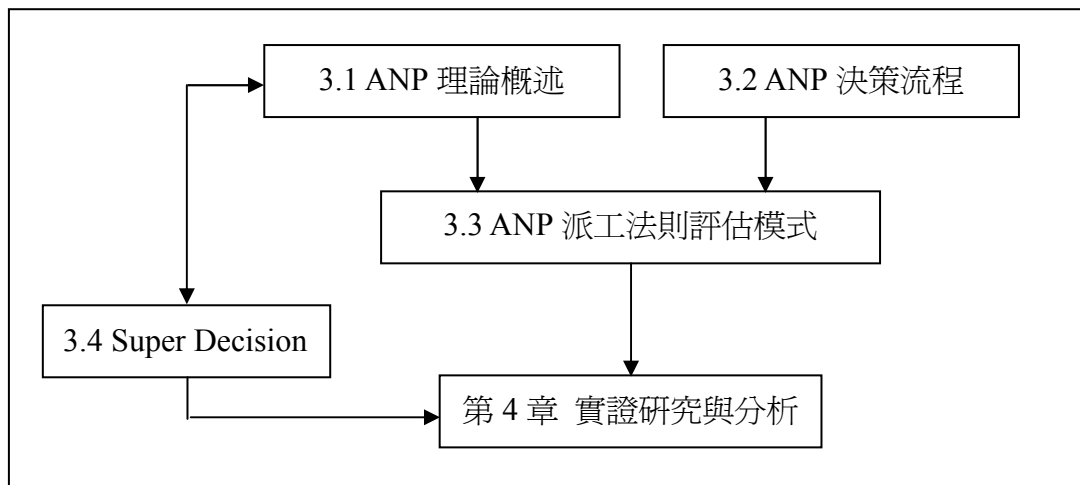 3.1 ANP 理論概述
3.2 ANP 決策流程
3.3 ANP 派工法則評估模式
3.4 Super Decision
第 4 章 實證研究與分析